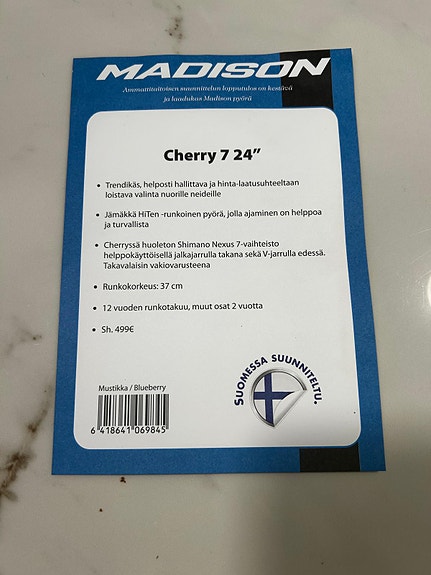 MADISON
Ammattitaitoisen suunnittelun lopputulos on kestävä
ja laadukas Madison pyörä
Cherry 7 24”
• Trendikäs, helposti hallittava ja hinta-laatusuhteeltaan
loistava valinta nuorille neideille
• Jämäkkä HiTen -runkoinen pyörä, jolla ajaminen on helppoa
ja turvallista
• Cherryssä huoleton Shimano Nexus 7-vaihteisto
helppokäyttöisellä jalkajarrulla takana sekä V-jarrulla edessä.
Takavalaisin vakiovarusteena
• Runkokorkeus: 37 cm
• 12 vuoden runkotakuu, muut osat 2 vuotta
• Sh. 499€
Mustikka / Blueberry
6 418641 069845
SUOMESSA SUUNNITELTU.